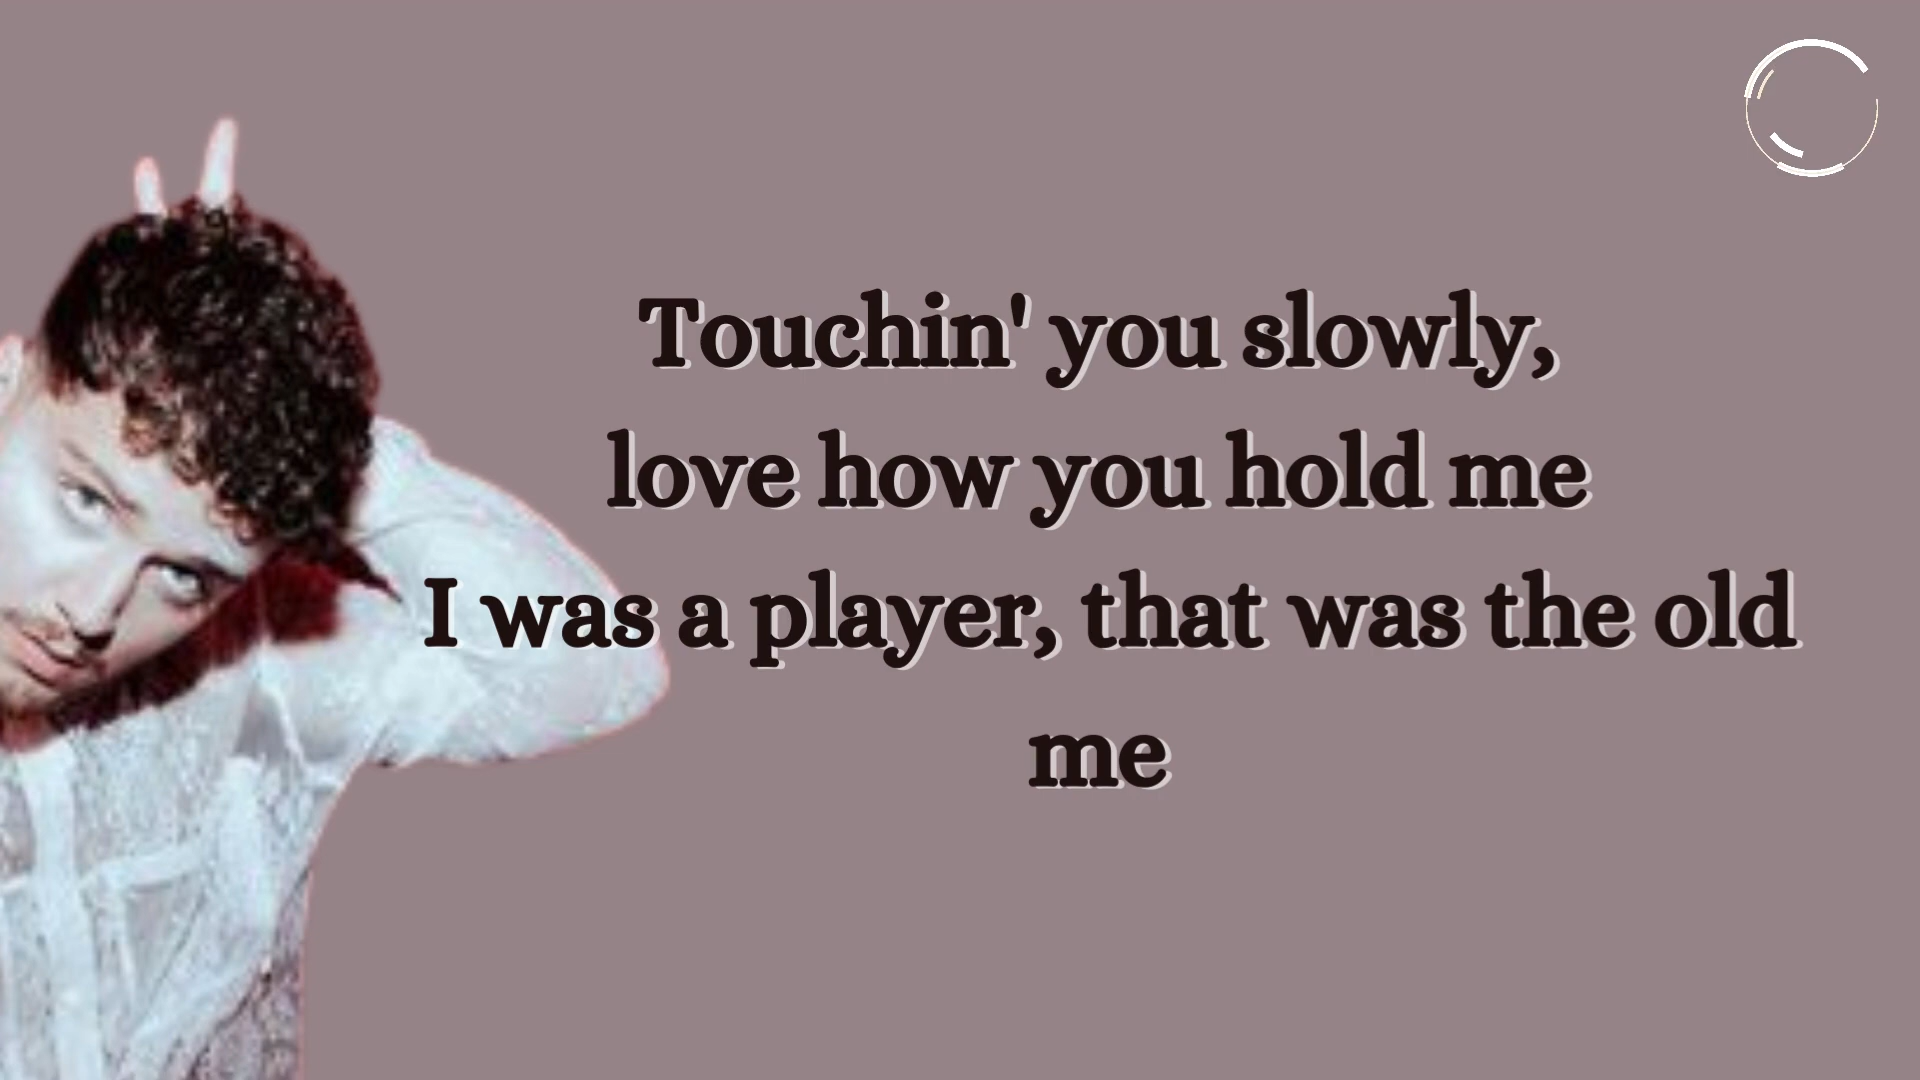 Touchin' you slowly,
love how you hold me
I was a player, that was the old
me